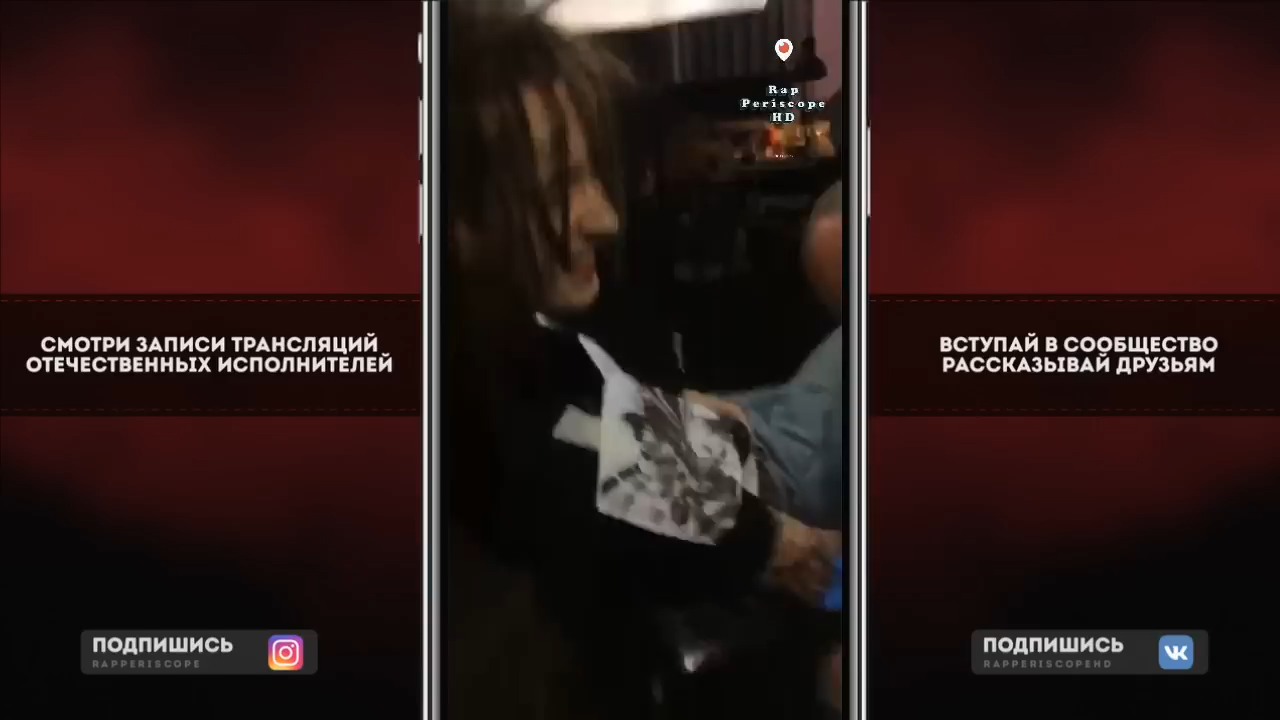 Rap
Periscope
HD
СМОТРИ ЗАПИСИ ТРАНСЛЯЦИЙ
ОТЕЧЕСТВЕННЫХ ИСПОЛНИТЕЛЕЙ
ВСТУПАЙ В СООБЩЕСТВО
РАССКАЗЫВАЙ ДРУЗЬЯМ
ПОДПИШИСЬ
RAPPERISCOPE
ПОДПИШИСЬ
RAPPERISCOPEHD